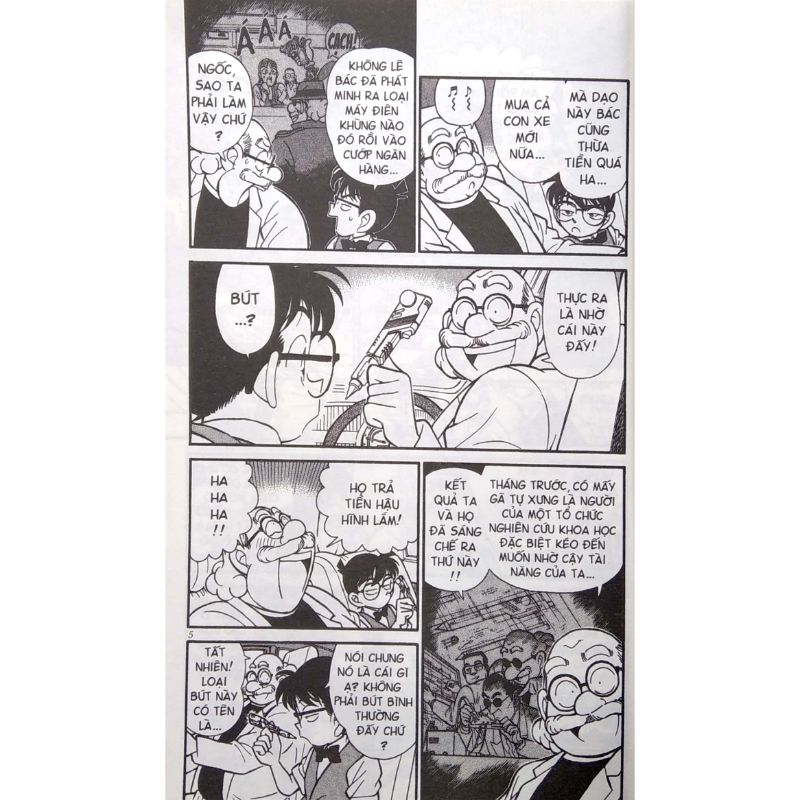 MÀ DẠO
NÀY BÁC
CŨNG
THỪA
TIỀN QUÁ
HA...
MUA CẢ
CON XE
MỚI
NỮA...
KHÔNG LẼ
BÁC ĐÃ PHÁT
MINH RA LOẠI
MÁY ĐIÊN
KHÙNG NÀO
ĐÓ RỒI VÀO
CƯỚP NGÂN
HÀNG...
CẠCH!
Á Á Á
NGỐC,
SAO TA
PHẢI LÀM
VẬY CHỨ
?
THỰC RA
LÀ NHỜ
CÁI NÀY
ĐẤY!
BÚT
...?
THÁNG TRƯỚC, CÓ MẤY
GÃ TỰ XƯNG LÀ NGƯỜI
CỦA MỘT TỔ CHỨC
NGHIÊN CỨU KHOA HỌC
ĐẶC BIỆT KÉO ĐẾN
MUỐN NHỜ CẬY TÀI
NĂNG CỦA TA...
KẾT
QUẢ TA
VÀ HỌ
ĐÃ SÁNG
CHẾ RA
THỨ NÀY
!!
HỌ TRẢ
TIỀN HẬU
HĨNH LẮM!
HA
HA
HA
!!
5
NÓI CHUNG
NÓ LÀ CÁI GÌ
Ạ? KHÔNG
PHẢI BÚT BÌNH
THƯỜNG
ĐẤY CHỨ
?
TẤT
NHIÊN!
LOẠI
BÚT NÀY
CÓ TÊN
LÀ...